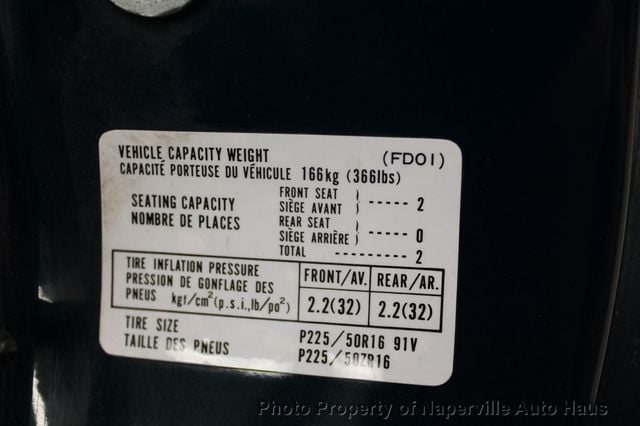 VEHICLE CAPACITY WEIGHT (FD01)
CAPACITÉ PORTEUSE DU VÉHICULE 166kg (366lbs)
SEATING CAPACITY
NOMBRE DE PLACES
FRONT SEAT
SIÈGE AVANT ) ----- 2
REAR SEAT
SIÈGE ARRIÈRE ) ----- 0
TOTAL --------- 2
TIRE INFLATION PRESSURE
PRESSION DE GONFLAGE DES
PNEUS kgf/cm²(p.s.i.,lb/po²)
FRONT/AV. REAR/AR.
2.2(32) 2.2(32)
TIRE SIZE
TAILLE DES PNEUS
P225/50R16 91V
P225/50ZR16
Photo Property of Naperville Auto Haus